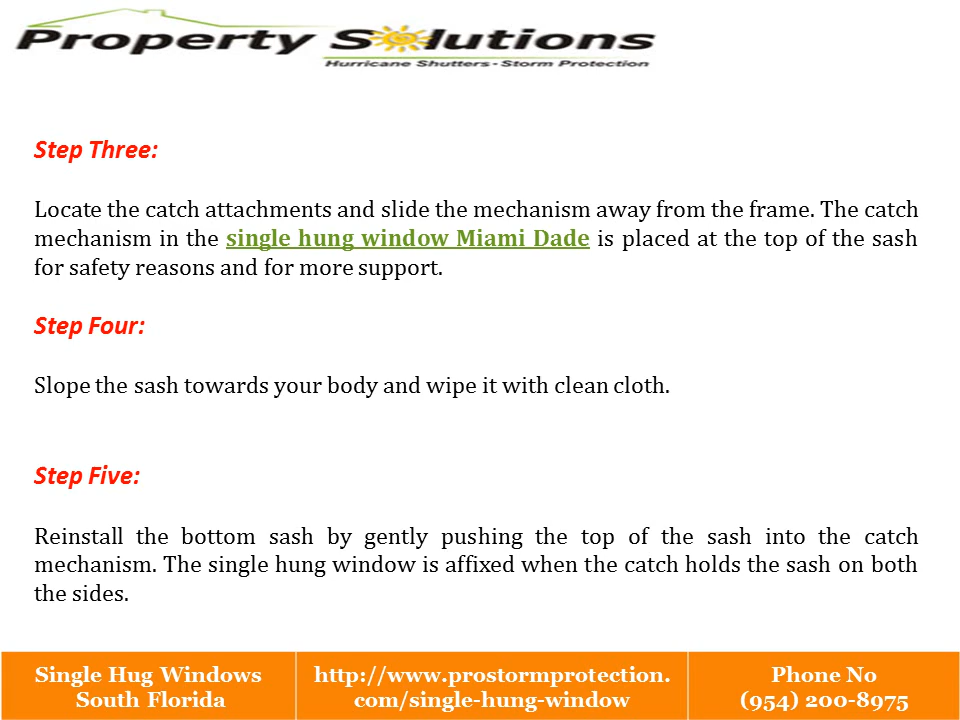 Property Solutions
Hurricane Shutters - Storm Protection
Step Three:
Locate the catch attachments and slide the mechanism away from the frame. The catch
mechanism in the single hung window Miami Dade is placed at the top of the sash
for safety reasons and for more support.
Step Four:
Slope the sash towards your body and wipe it with clean cloth.
Step Five:
Reinstall the bottom sash by gently pushing the top of the sash into the catch
mechanism. The single hung window is affixed when the catch holds the sash on both
the sides.
Single Hug Windows
South Florida
http://www.prostormprotection.
com/single-hung-window
Phone No
(954) 200-8975